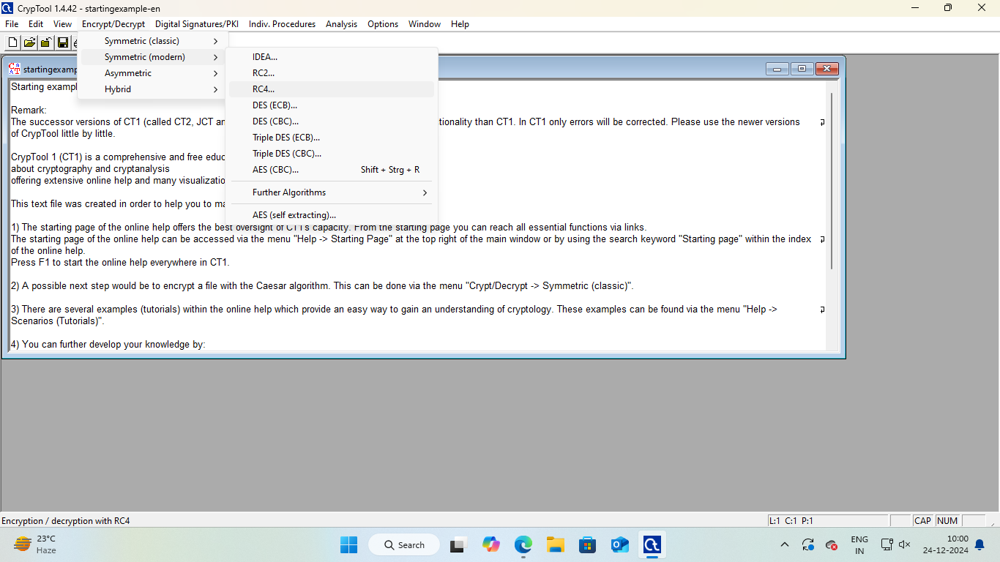 CrypTool 1.4.42 - startingexample-en
File Edit View Encrypt/Decrypt Digital Signatures/PKI Indiv. Procedures Analysis Options Window Help
Symmetric (classic)
Symmetric (modern)
Asymmetric
Hybrid
IDEA...
RC2...
RC4...
DES (ECB)...
DES (CBC)...
Triple DES (ECB)...
Triple DES (CBC)...
AES (CBC)... Shift + Strg + R
Further Algorithms
AES (self extracting)...
startingexamp
Starting exampl
Remark:
The successor versions of CT1 (called CT2, JCT an tionality than CT1. In CT1 only errors will be corrected. Please use the newer versions
of CrypTool little by little.
CrypTool 1 (CT1) is a comprehensive and free educ
about cryptography and cryptanalysis
offering extensive online help and many visualizatio
This text file was created in order to help you to ma
1) The starting page of the online help offers the best oversight of CT1's capacity. From the starting page you can reach all essential functions via links.
The starting page of the online help can be accessed via the menu "Help -> Starting Page" at the top right of the main window or by using the search keyword "Starting page" within the index
of the online help.
Press F1 to start the online help everywhere in CT1.
2) A possible next step would be to encrypt a file with the Caesar algorithm. This can be done via the menu "Crypt/Decrypt -> Symmetric (classic)".
3) There are several examples (tutorials) within the online help which provide an easy way to gain an understanding of cryptology. These examples can be found via the menu "Help ->
Scenarios (Tutorials)".
4) You can further develop your knowledge by:
Encryption / decryption with RC4
L:1 C:1 P:1
CAP NUM
23°C
Haze
Search
ENG
IN
10:00
24-12-2024